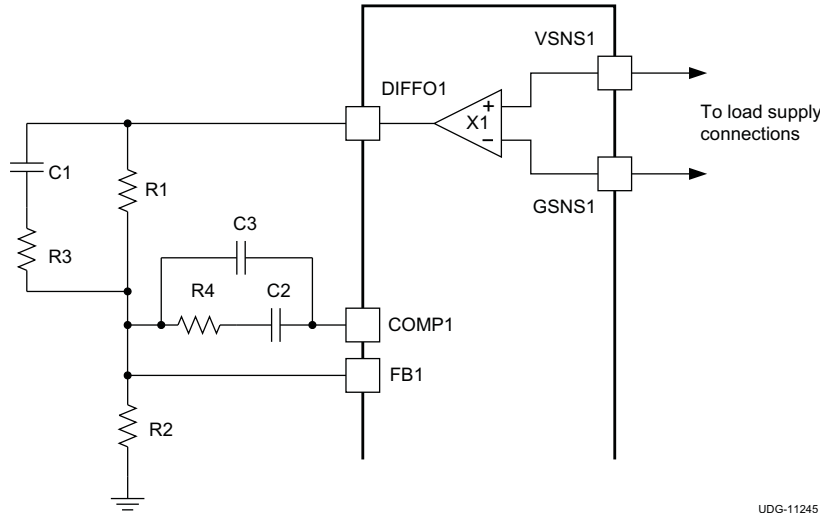 VSNS1
DIFFO1
+
X1
−
To load supply
connections
C1
R1
GSNS1
C3
R3
R4
C2
COMP1
FB1
R2
UDG-11245